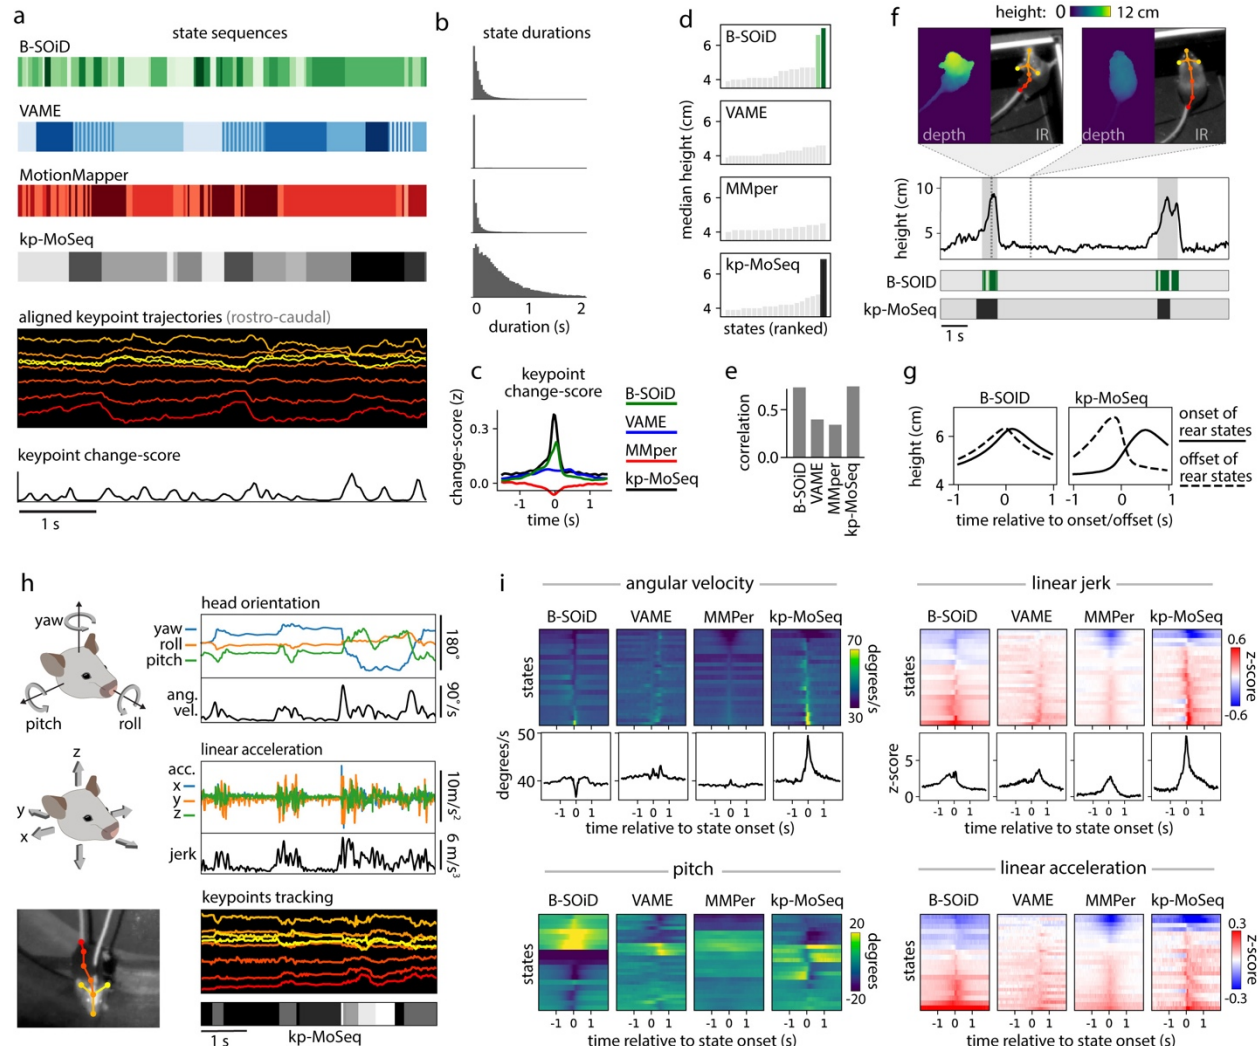 a
state sequences
B-SOiD
VAME
MotionMapper
kp-MoSeq
aligned keypoint trajectories (rostro-caudal)
keypoint change-score
1 s
b
state durations
0 1 2
duration (s)
c
keypoint
change-score
change-score (z)
0.3
0.0
-1 0 1
time (s)
B-SOiD
VAME
MMper
kp-MoSeq
d
median height (cm)
B-SOiD
6
4
VAME
6
4
MMper
6
4
kp-MoSeq
6
4
states (ranked)
e
correlation
0.5
0.0
B-SOiD
VAME
MMper
kp-MoSeq
f
height: 0 12 cm
depth IR depth IR
height (cm)
10
5
B-SOID
kp-MoSeq
1 s
g
B-SOID kp-MoSeq
height (cm)
6
4
-1 0 1 -1 0 1
time relative to onset/offset (s)
onset of
rear states
offset of
rear states
h
yaw
pitch roll
head orientation
yaw
roll
pitch
180°
ang.
vel.
90°/s
z
y
x
linear acceleration
acc.
x
y
z
10m/s²
jerk
6 m/s³
keypoints tracking
1 s kp-MoSeq
i
angular velocity
B-SOiD VAME MMPer kp-MoSeq
states
70
30
degrees/s
50
40
degrees/s
-1 0 1 -1 0 1 -1 0 1 -1 0 1
time relative to state onset (s)
linear jerk
B-SOiD VAME MMPer kp-MoSeq
states
0.6
-0.6
z-score
5
0
z-score
-1 0 1 -1 0 1 -1 0 1 -1 0 1
time relative to state onset (s)
pitch
B-SOiD VAME MMPer kp-MoSeq
states
20
-20
degrees
-1 0 1 -1 0 1 -1 0 1 -1 0 1
time relative to state onset (s)
linear acceleration
B-SOiD VAME MMPer kp-MoSeq
states
0.3
-0.3
z-score
-1 0 1 -1 0 1 -1 0 1 -1 0 1
time relative to state onset (s)